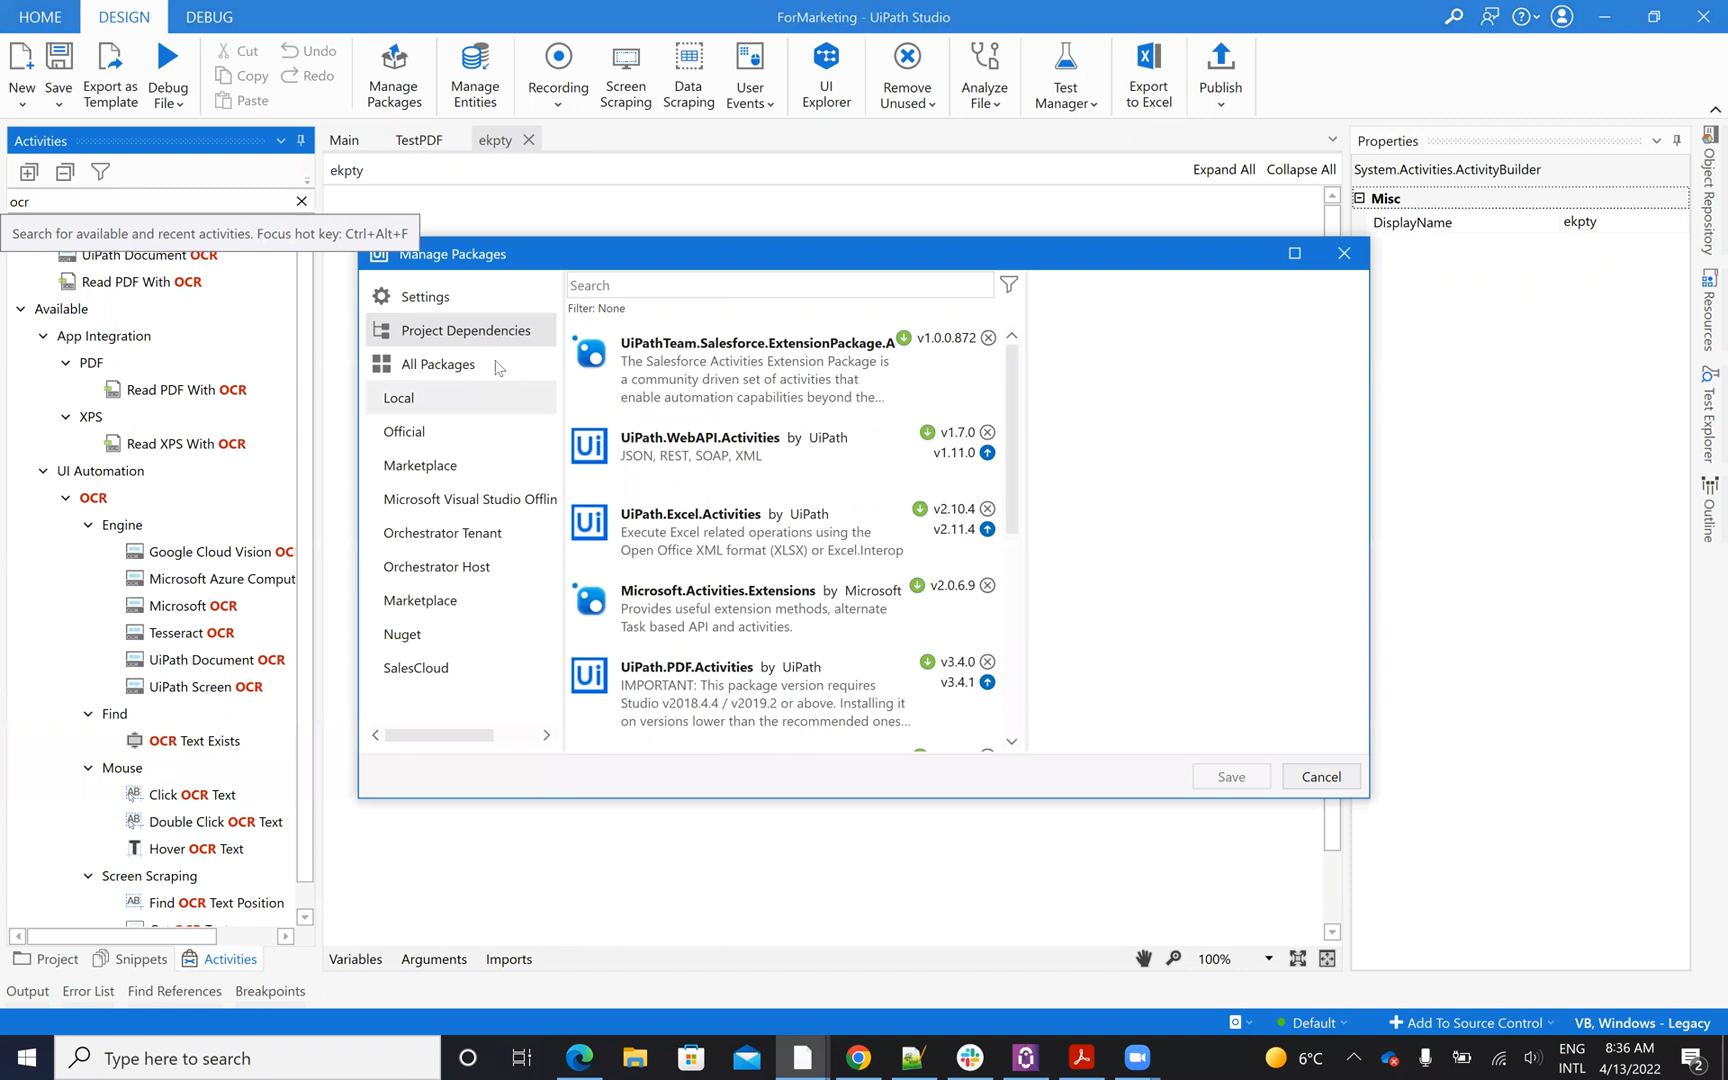 HOME
DESIGN
DEBUG
ForMarketing - UiPath Studio
New
Save
Export as Template
Debug File
Cut
Copy
Paste
Undo
Redo
Manage Packages
Manage Entities
Recording
Screen Scraping
Data Scraping
User Events
UI Explorer
Remove Unused
Analyze File
Test Manager
Export to Excel
Publish
Activities
ocr
Search for available and recent activities. Focus hot key: Ctrl+Alt+F
UiPath Document OCR
Read PDF With OCR
Available
App Integration
PDF
Read PDF With OCR
XPS
Read XPS With OCR
UI Automation
OCR
Engine
Google Cloud Vision OC
Microsoft Azure Comput
Microsoft OCR
Tesseract OCR
UiPath Document OCR
UiPath Screen OCR
Find
OCR Text Exists
Mouse
Click OCR Text
Double Click OCR Text
Hover OCR Text
Screen Scraping
Find OCR Text Position
Project
Snippets
Activities
Main
TestPDF
ekpty
ekpty
Expand All
Collapse All
Manage Packages
Settings
Project Dependencies
All Packages
Local
Official
Marketplace
Microsoft Visual Studio Offlin
Orchestrator Tenant
Orchestrator Host
Marketplace
Nuget
SalesCloud
Search
Filter: None
UiPathTeam.Salesforce.ExtensionPackage.A
v1.0.0.872
The Salesforce Activities Extension Package is
a community driven set of activities that
enable automation capabilities beyond the...
UiPath.WebAPI.Activities by UiPath
v1.7.0
JSON, REST, SOAP, XML
v1.11.0
UiPath.Excel.Activities by UiPath
v2.10.4
Execute Excel related operations using the
v2.11.4
Open Office XML format (XLSX) or Excel.Interop
Microsoft.Activities.Extensions by Microsoft
v2.0.6.9
Provides useful extension methods, alternate
Task based API and activities.
UiPath.PDF.Activities by UiPath
v3.4.0
IMPORTANT: This package version requires
v3.4.1
Studio v2018.4.4 / v2019.2 or above. Installing it
on versions lower than the recommended ones...
Save
Cancel
Properties
System.Activities.ActivityBuilder
Misc
DisplayName
ekpty
Object Repository
Resources
Test Explorer
Outline
Variables
Arguments
Imports
100%
Output
Error List
Find References
Breakpoints
Default
Add To Source Control
VB, Windows - Legacy
Type here to search
6°C
ENG
INTL
8:36 AM
4/13/2022
2